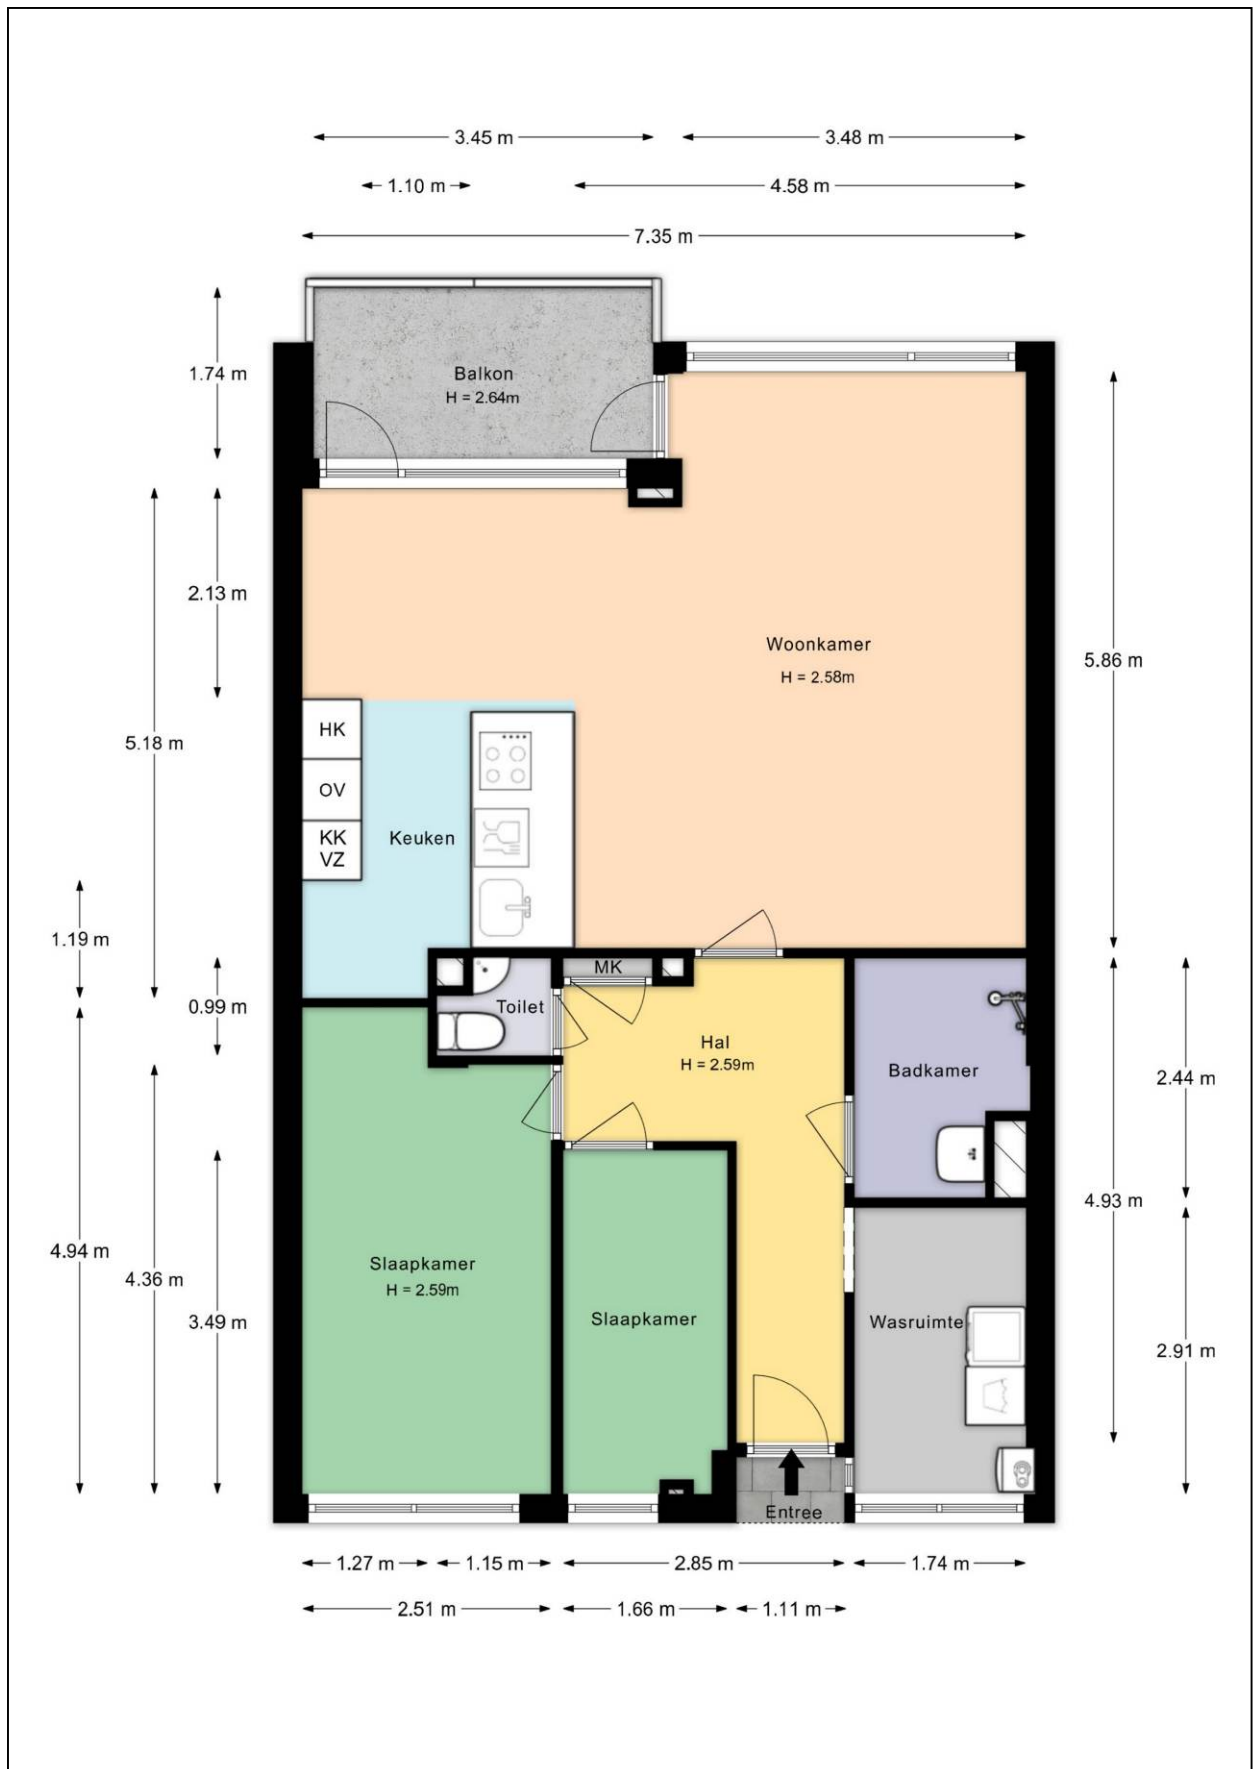 3.45 m
3.48 m
1.10 m
4.58 m
7.35 m
1.74 m
Balkon
H = 2.64m
2.13 m
Woonkamer
H = 2.58m
5.86 m
HK
5.18 m
OV
KK
VZ
Keuken
1.19 m
MK
0.99 m
Toilet
Hal
H = 2.59m
Badkamer
2.44 m
4.93 m
4.94 m
4.36 m
3.49 m
Slaapkamer
H = 2.59m
Slaapkamer
Wasruimte
2.91 m
Entree
1.27 m
1.15 m
2.85 m
1.74 m
2.51 m
1.66 m
1.11 m